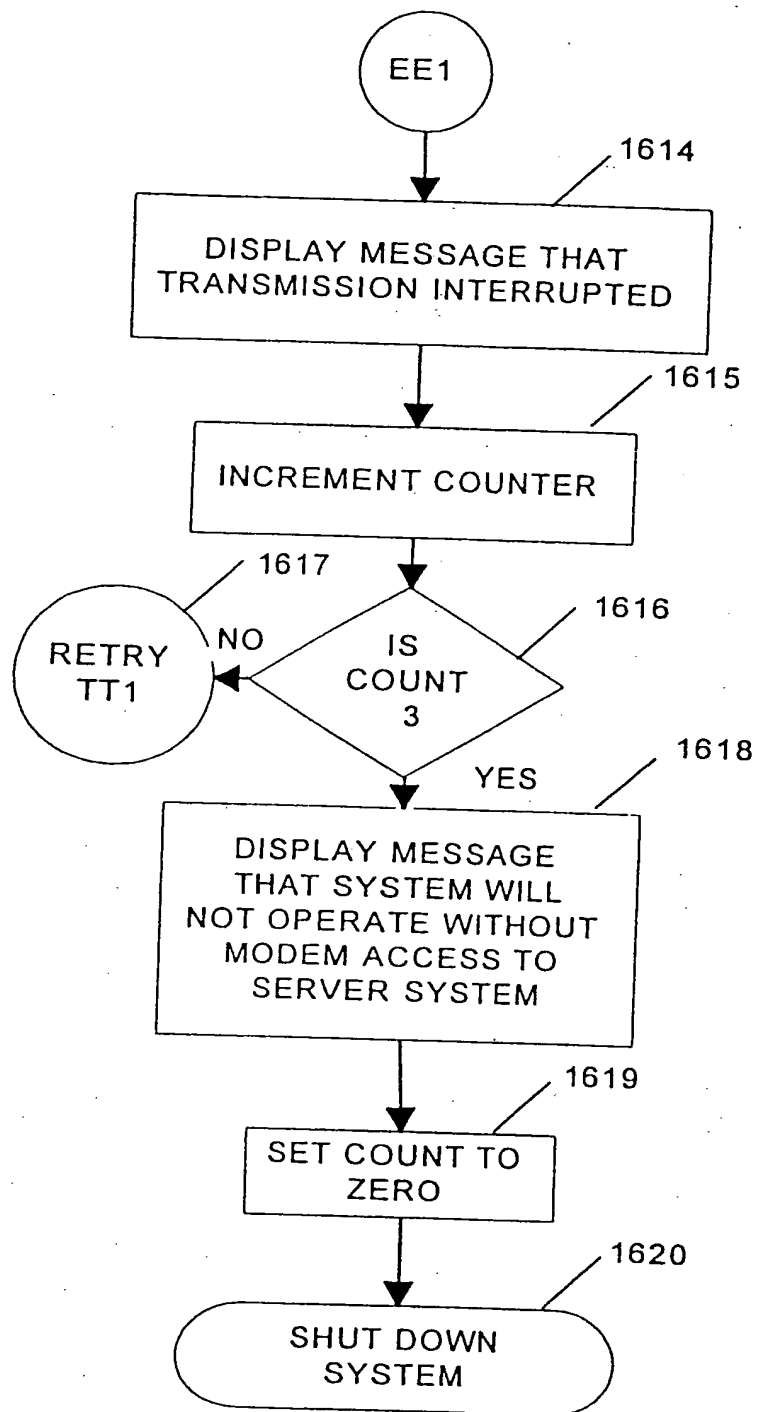 EE1
1614
DISPLAY MESSAGE THAT
TRANSMISSION INTERRUPTED
1615
INCREMENT COUNTER
1617
1616
RETRY
TT1
NO
IS
COUNT
3
YES
1618
DISPLAY MESSAGE
THAT SYSTEM WILL
NOT OPERATE WITHOUT
MODEM ACCESS TO
SERVER SYSTEM
1619
SET COUNT TO
ZERO
1620
SHUT DOWN
SYSTEM